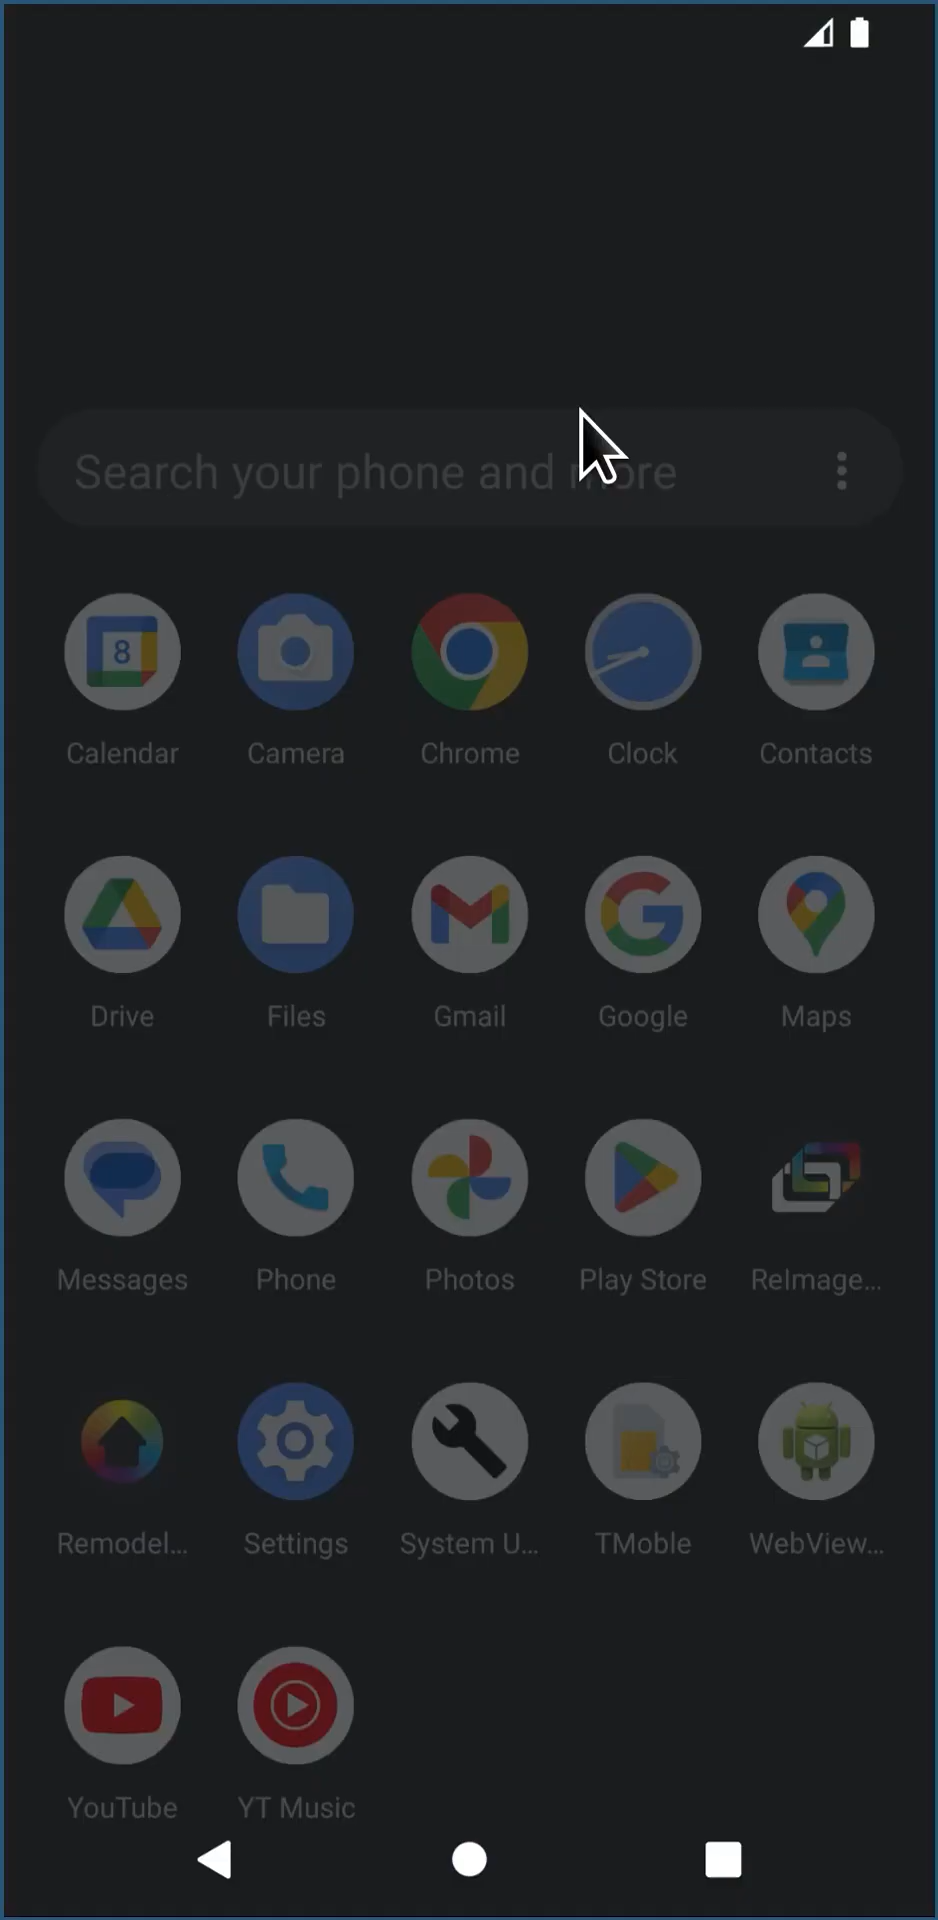 Search your phone and more
8
Calendar Camera Chrome Clock Contacts
Drive Files Gmail Google Maps
Messages Phone Photos Play Store ReImage...
Remodel... Settings System U... TMoble WebView...
YouTube YT Music